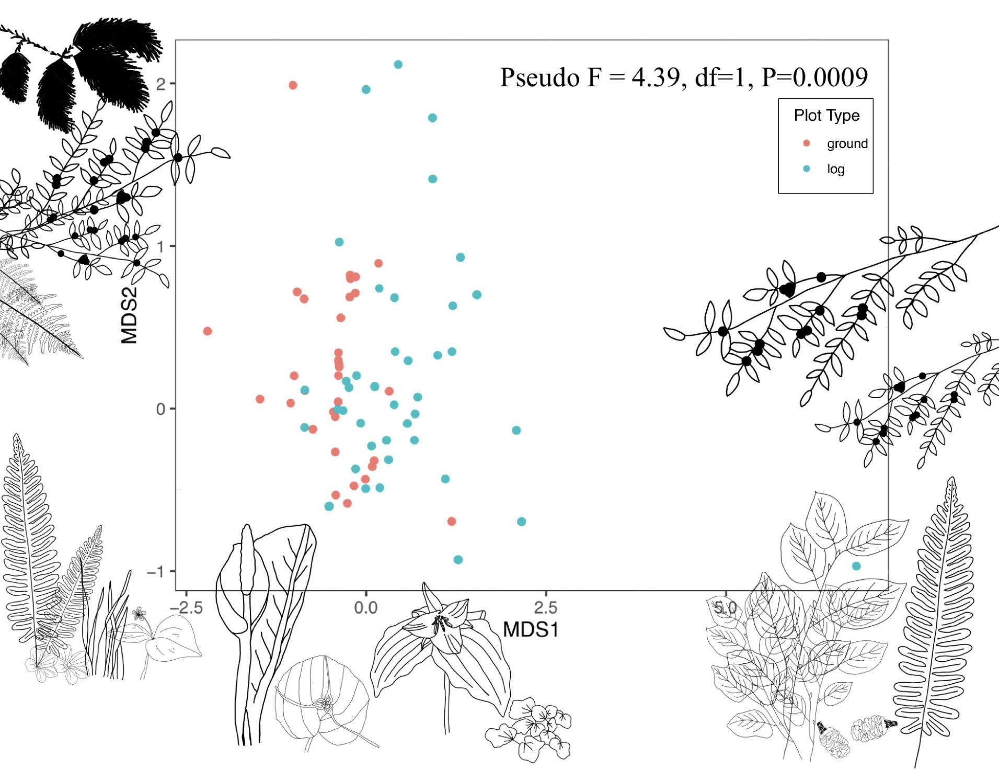 Pseudo F = 4.39, df=1, P=0.0009
Plot Type
ground
log
2
1
0
−1
MDS2
−2.5
0.0
2.5
5.0
MDS1